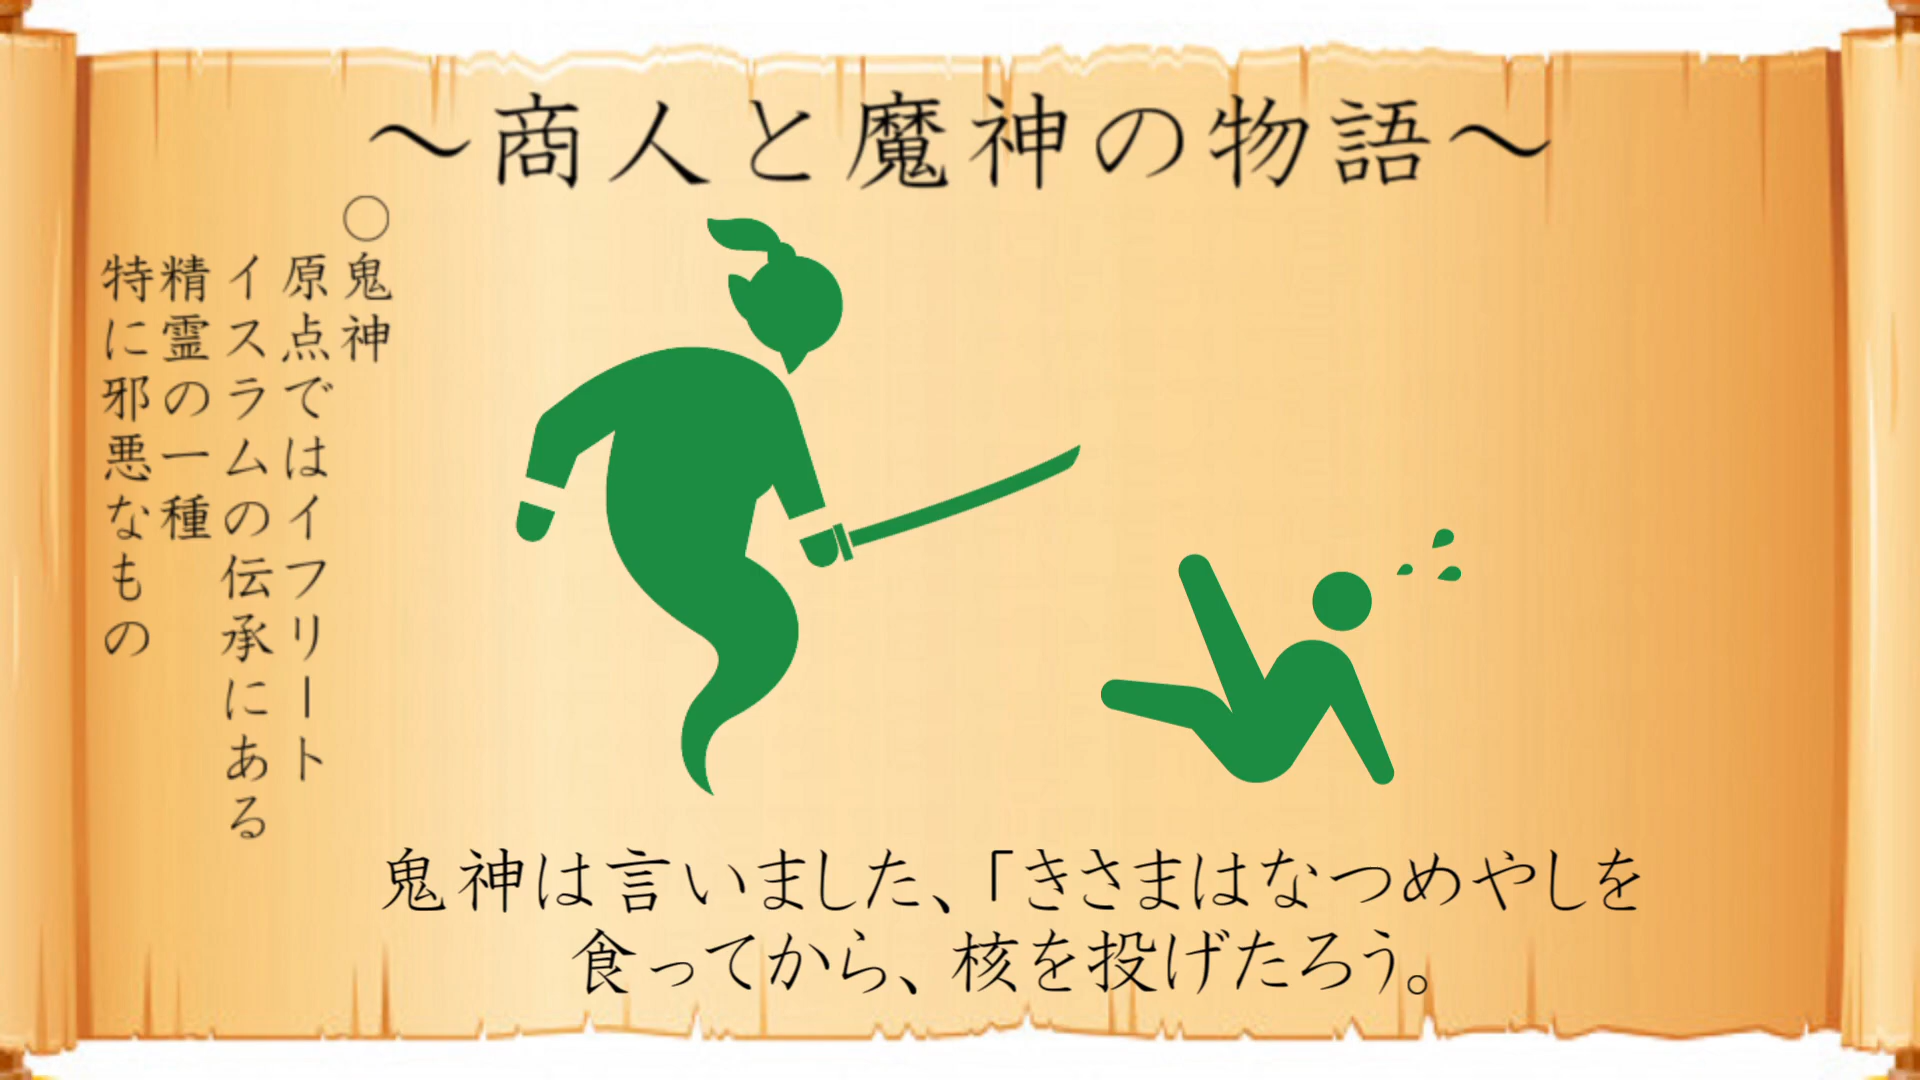 ～商人と魔神の物語～
○鬼神
原点ではイフリート
イスラムの伝承にある
精霊の一種
特に邪悪なもの
鬼神は言いました、「きさまはなつめやしを
食ってから、核を投げたろう。